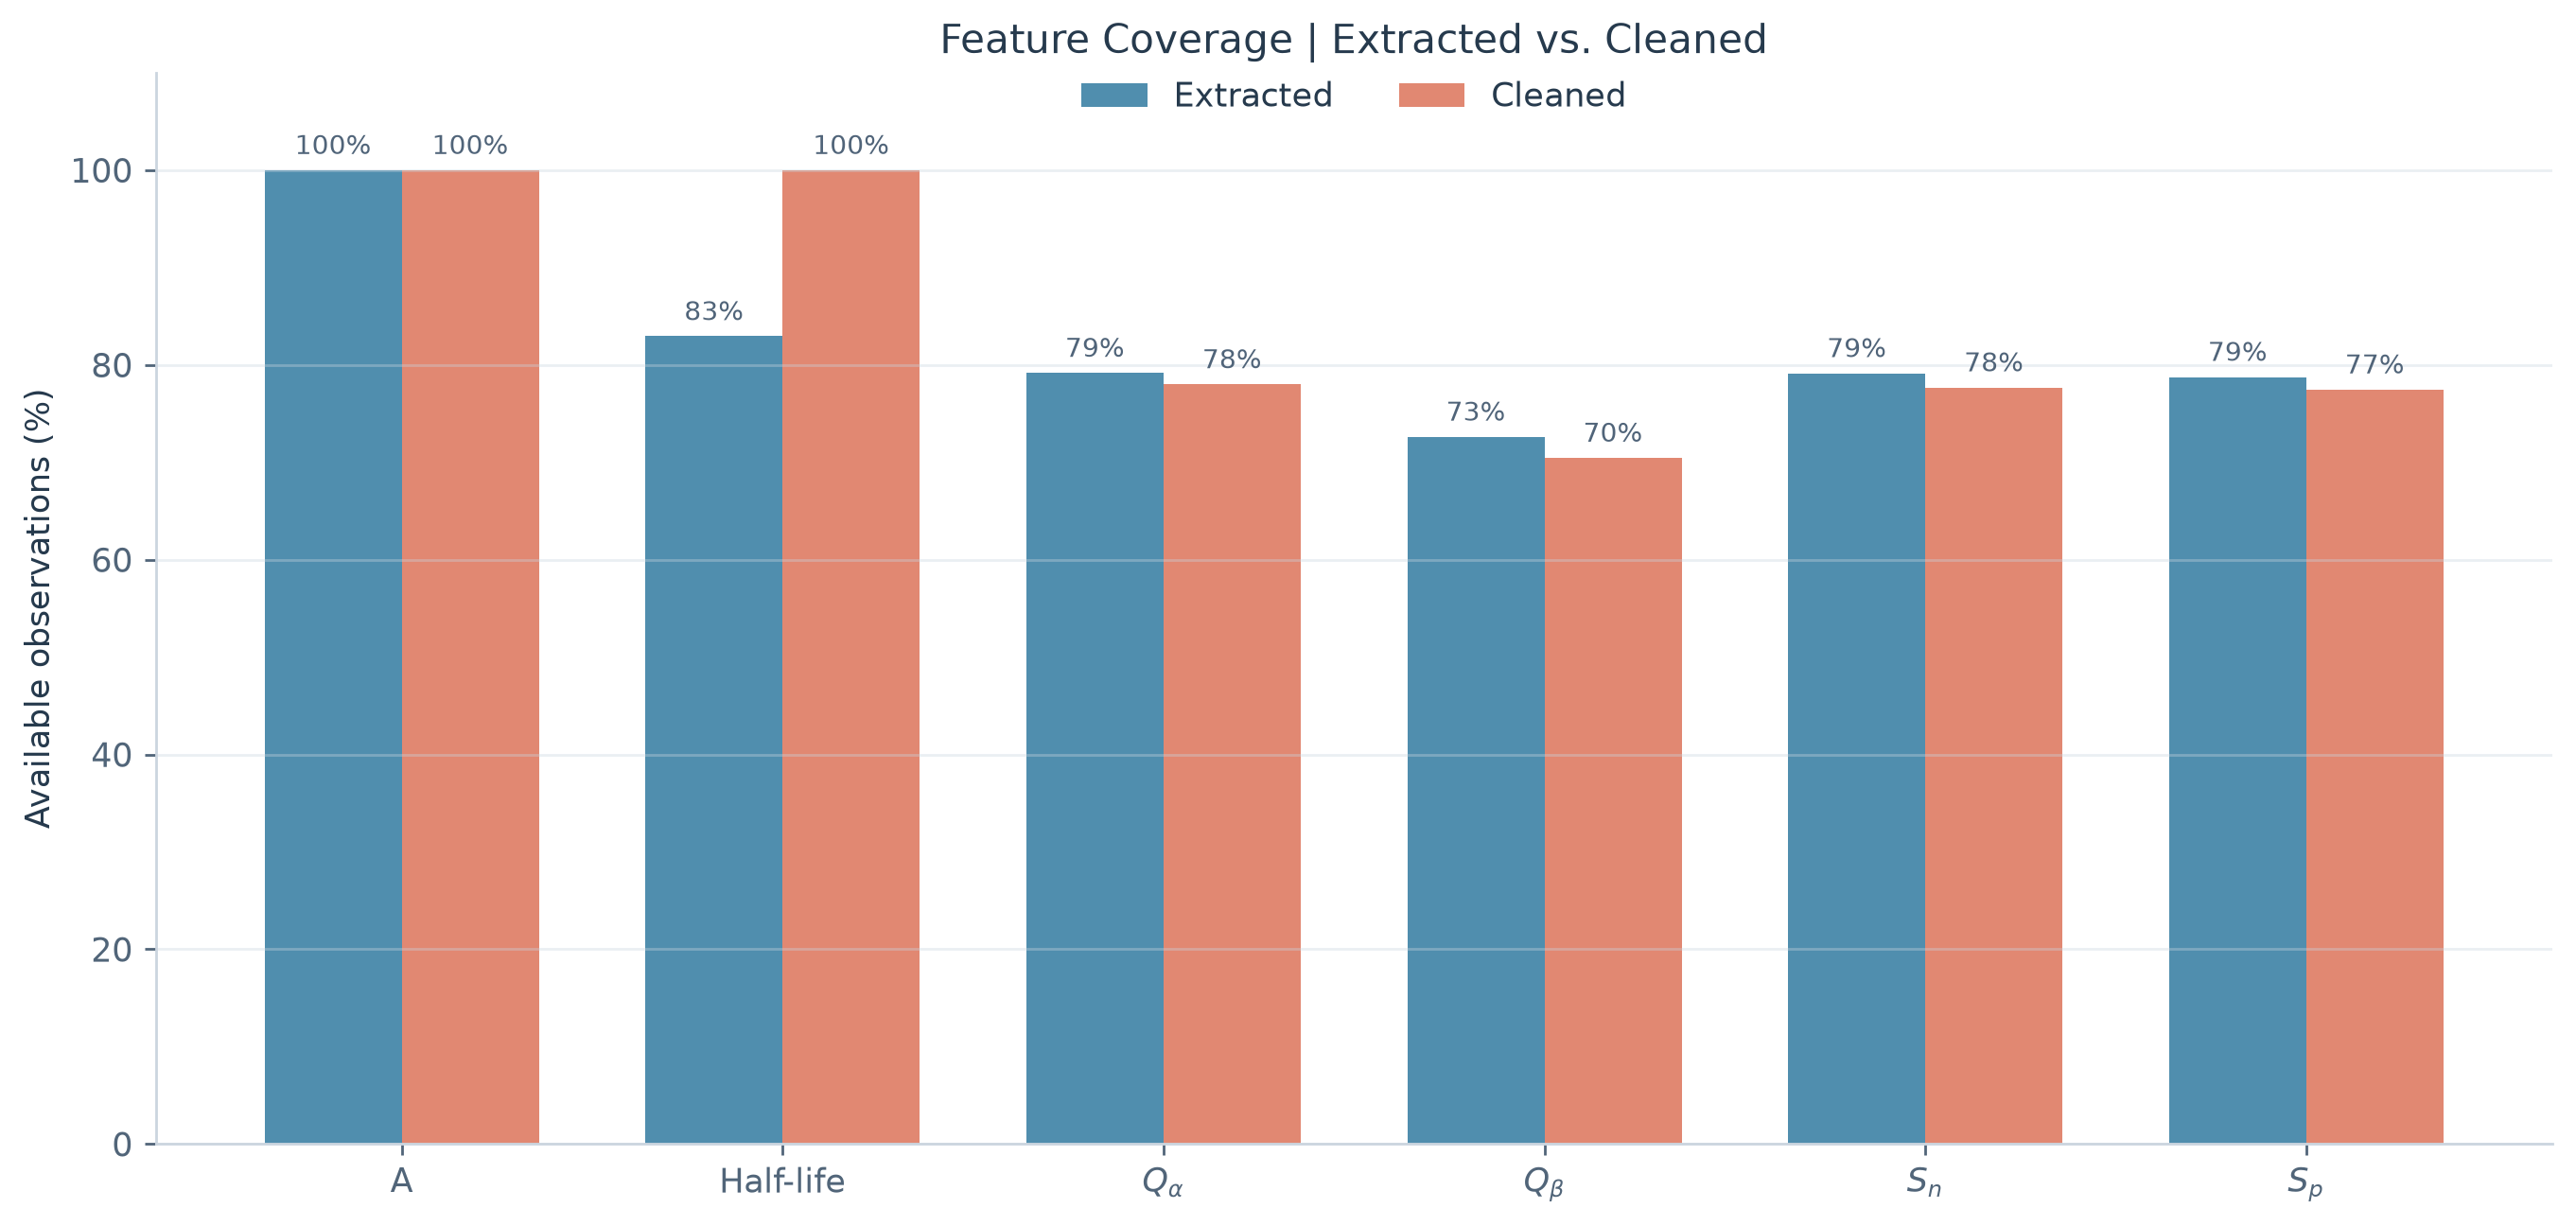 Feature Coverage | Extracted vs. Cleaned
Extracted
Cleaned
Available observations (%)
100
80
60
40
20
0
100%
100%
83%
100%
79%
78%
73%
70%
79%
78%
79%
77%
A
Half-life
Qα
Qβ
Sn
Sp